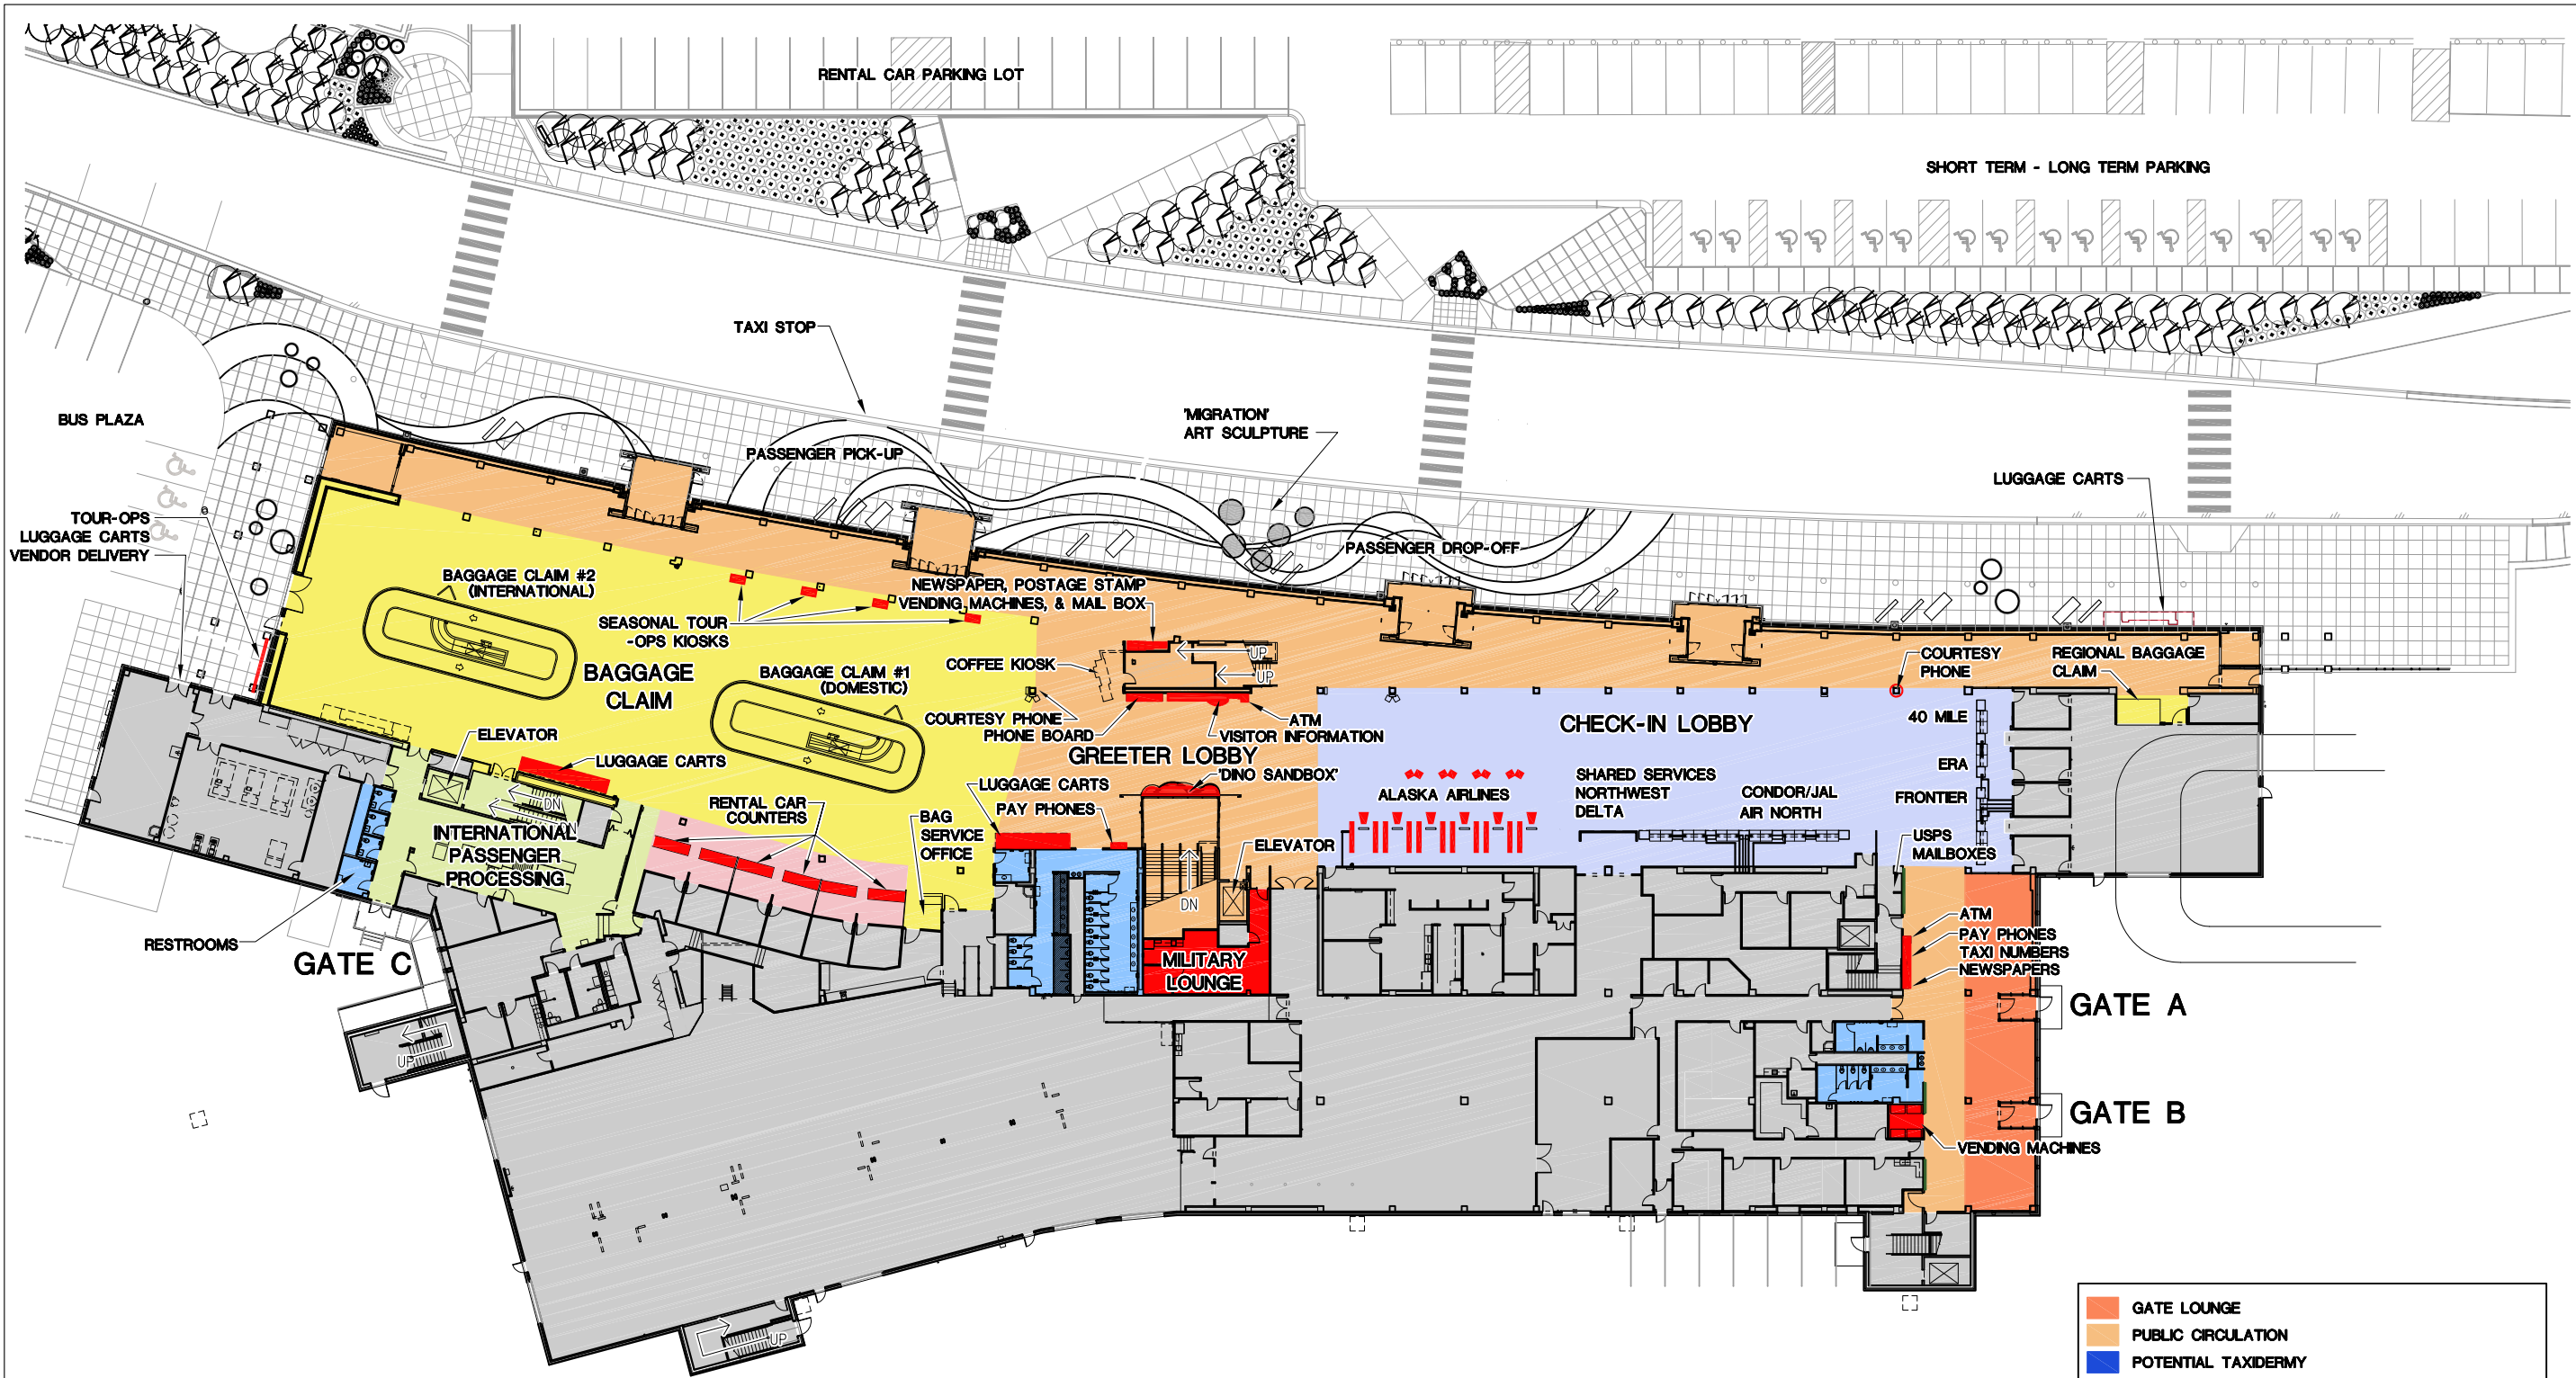 RENTAL CAR PARKING LOT
SHORT TERM - LONG TERM PARKING
TAXI STOP
'MIGRATION'
ART SCULPTURE
BUS PLAZA
PASSENGER PICK-UP
LUGGAGE CARTS
TOUR-OPS
LUGGAGE CARTS
VENDOR DELIVERY
PASSENGER DROP-OFF
BAGGAGE CLAIM #2
(INTERNATIONAL)
NEWSPAPER, POSTAGE STAMP
VENDING MACHINES, & MAIL BOX
SEASONAL TOUR
-OPS KIOSKS
BAGGAGE
CLAIM
BAGGAGE CLAIM #1
(DOMESTIC)
COFFEE KIOSK
UP
UP
COURTESY
PHONE
REGIONAL BAGGAGE
CLAIM
COURTESY PHONE
PHONE BOARD
ATM
VISITOR INFORMATION
GREETER LOBBY
CHECK-IN LOBBY
40 MILE
ERA
FRONTIER
ELEVATOR
LUGGAGE CARTS
'DINO SANDBOX'
LUGGAGE CARTS
PAY PHONES
ALASKA AIRLINES
SHARED SERVICES
NORTHWEST
DELTA
CONDOR/JAL
AIR NORTH
DN
DN
RENTAL CAR
COUNTERS
BAG
SERVICE
OFFICE
ELEVATOR
USPS
MAILBOXES
INTERNATIONAL
PASSENGER
PROCESSING
DN
RESTROOMS
GATE C
MILITARY
LOUNGE
ATM
PAY PHONES
TAXI NUMBERS
NEWSPAPERS
GATE A
UP
GATE B
VENDING MACHINES
UP
GATE LOUNGE
PUBLIC CIRCULATION
POTENTIAL TAXIDERMY